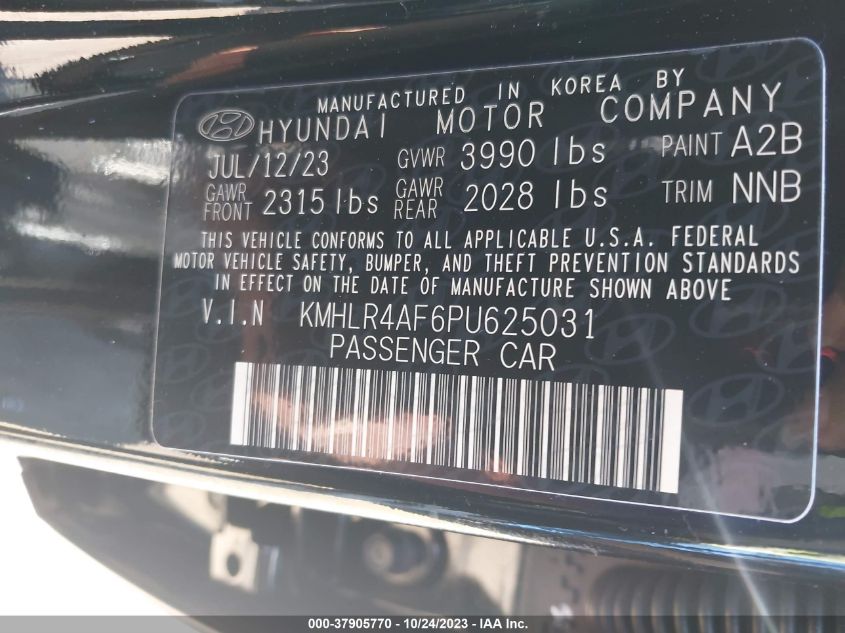 MANUFACTURED IN KOREA BY
HYUNDAI MOTOR COMPANY
JUL/12/23 GVWR 3990 lbs PAINT A2B
GAWR FRONT 2315 lbs GAWR REAR 2028 lbs TRIM NNB
THIS VEHICLE CONFORMS TO ALL APPLICABLE U.S.A. FEDERAL
MOTOR VEHICLE SAFETY, BUMPER, AND THEFT PREVENTION STANDARDS
IN EFFECT ON THE DATE OF MANUFACTURE SHOWN ABOVE
V.I.N KMHLR4AF6PU625031
PASSENGER CAR
000-37905770 - 10/24/2023 - IAA Inc.